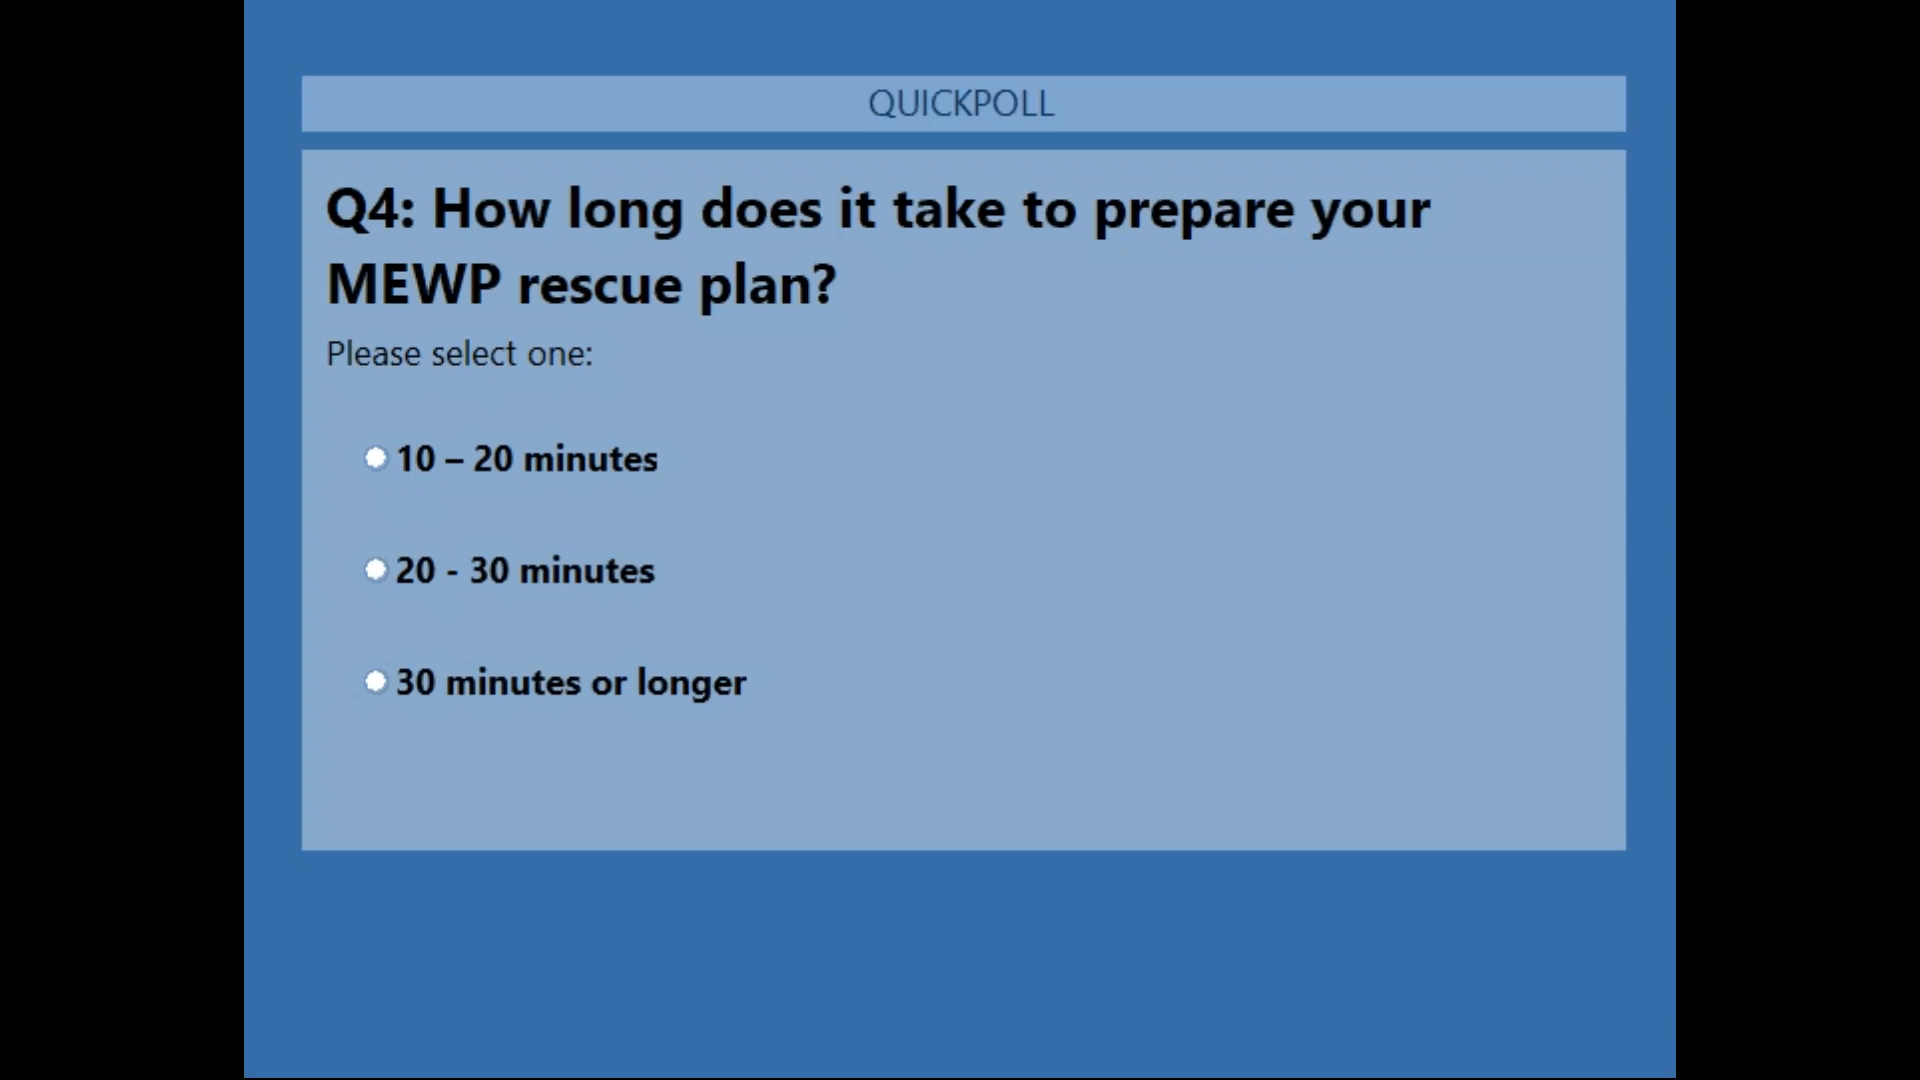 QUICKPOLL
Q4: How long does it take to prepare your
MEWP rescue plan?
Please select one:
10 – 20 minutes
20 - 30 minutes
30 minutes or longer